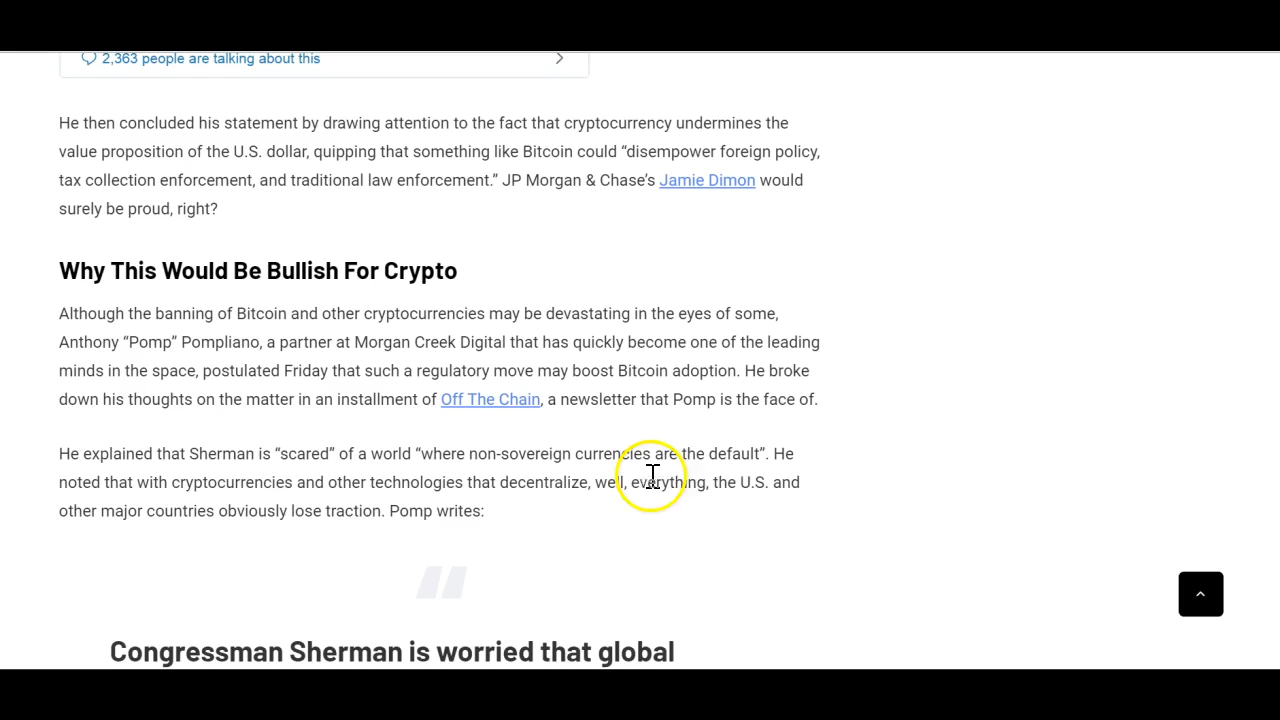 2,363 people are talking about this
He then concluded his statement by drawing attention to the fact that cryptocurrency undermines the
value proposition of the U.S. dollar, quipping that something like Bitcoin could “disempower foreign policy,
tax collection enforcement, and traditional law enforcement.” JP Morgan & Chase’s Jamie Dimon would
surely be proud, right?
Why This Would Be Bullish For Crypto
Although the banning of Bitcoin and other cryptocurrencies may be devastating in the eyes of some,
Anthony “Pomp” Pompliano, a partner at Morgan Creek Digital that has quickly become one of the leading
minds in the space, postulated Friday that such a regulatory move may boost Bitcoin adoption. He broke
down his thoughts on the matter in an installment of Off The Chain, a newsletter that Pomp is the face of.
He explained that Sherman is “scared” of a world “where non-sovereign currencies are the default”. He
noted that with cryptocurrencies and other technologies that decentralize, well, everything, the U.S. and
other major countries obviously lose traction. Pomp writes:
“
Congressman Sherman is worried that global